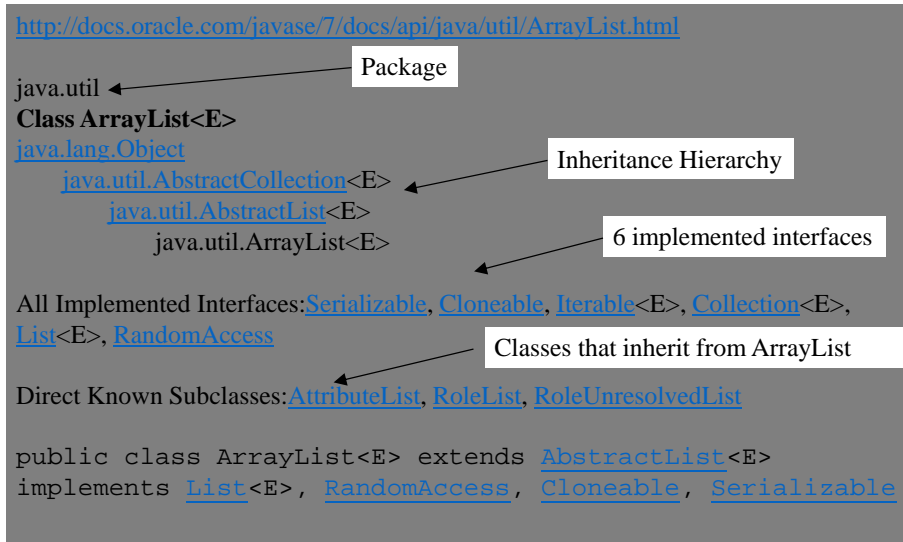 http://docs.oracle.com/javase/7/docs/api/java/util/ArrayList.html
Package
java.util
Class ArrayList<E>
java.lang.Object
Inheritance Hierarchy
java.util.AbstractCollection<E>
java.util.AbstractList<E>
java.util.ArrayList<E>
6 implemented interfaces
All Implemented Interfaces:Serializable, Cloneable, Iterable<E>, Collection<E>,
List<E>, RandomAccess
Classes that inherit from ArrayList
Direct Known Subclasses:AttributeList, RoleList, RoleUnresolvedList
public class ArrayList<E> extends AbstractList<E>
implements List<E>, RandomAccess, Cloneable, Serializable